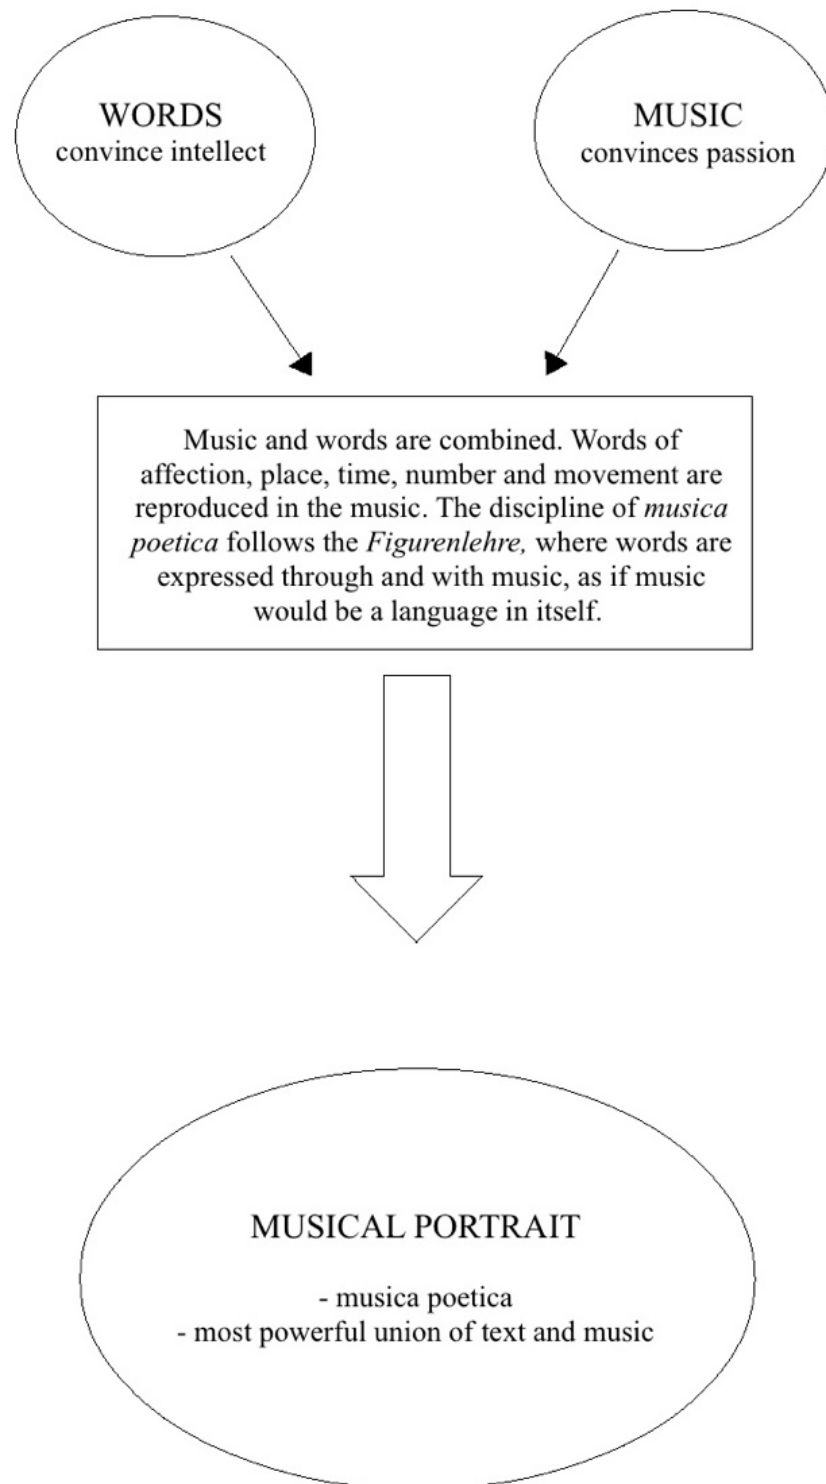 WORDS
convince intellect
MUSIC
convinces passion
Music and words are combined. Words of
affection, place, time, number and movement are
reproduced in the music. The discipline of musica
poetica follows the Figurenlehre, where words are
expressed through and with music, as if music
would be a language in itself.
MUSICAL PORTRAIT
- musica poetica
- most powerful union of text and music